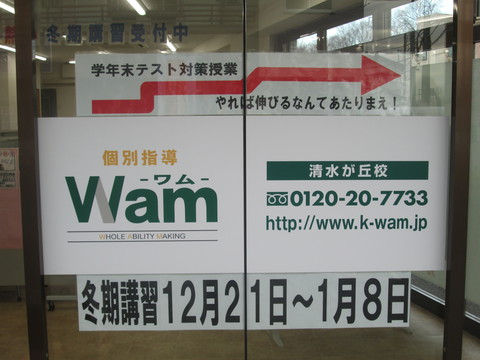 冬期講習受付中
学年末テスト対策授業
やれば伸びるなんてあたりまえ！
個別指導
-ワム-
Wam
WHOLE ABILITY MAKING
清水が丘校
0120-20-7733
http://www.k-wam.jp
冬期講習12月21日～1月8日